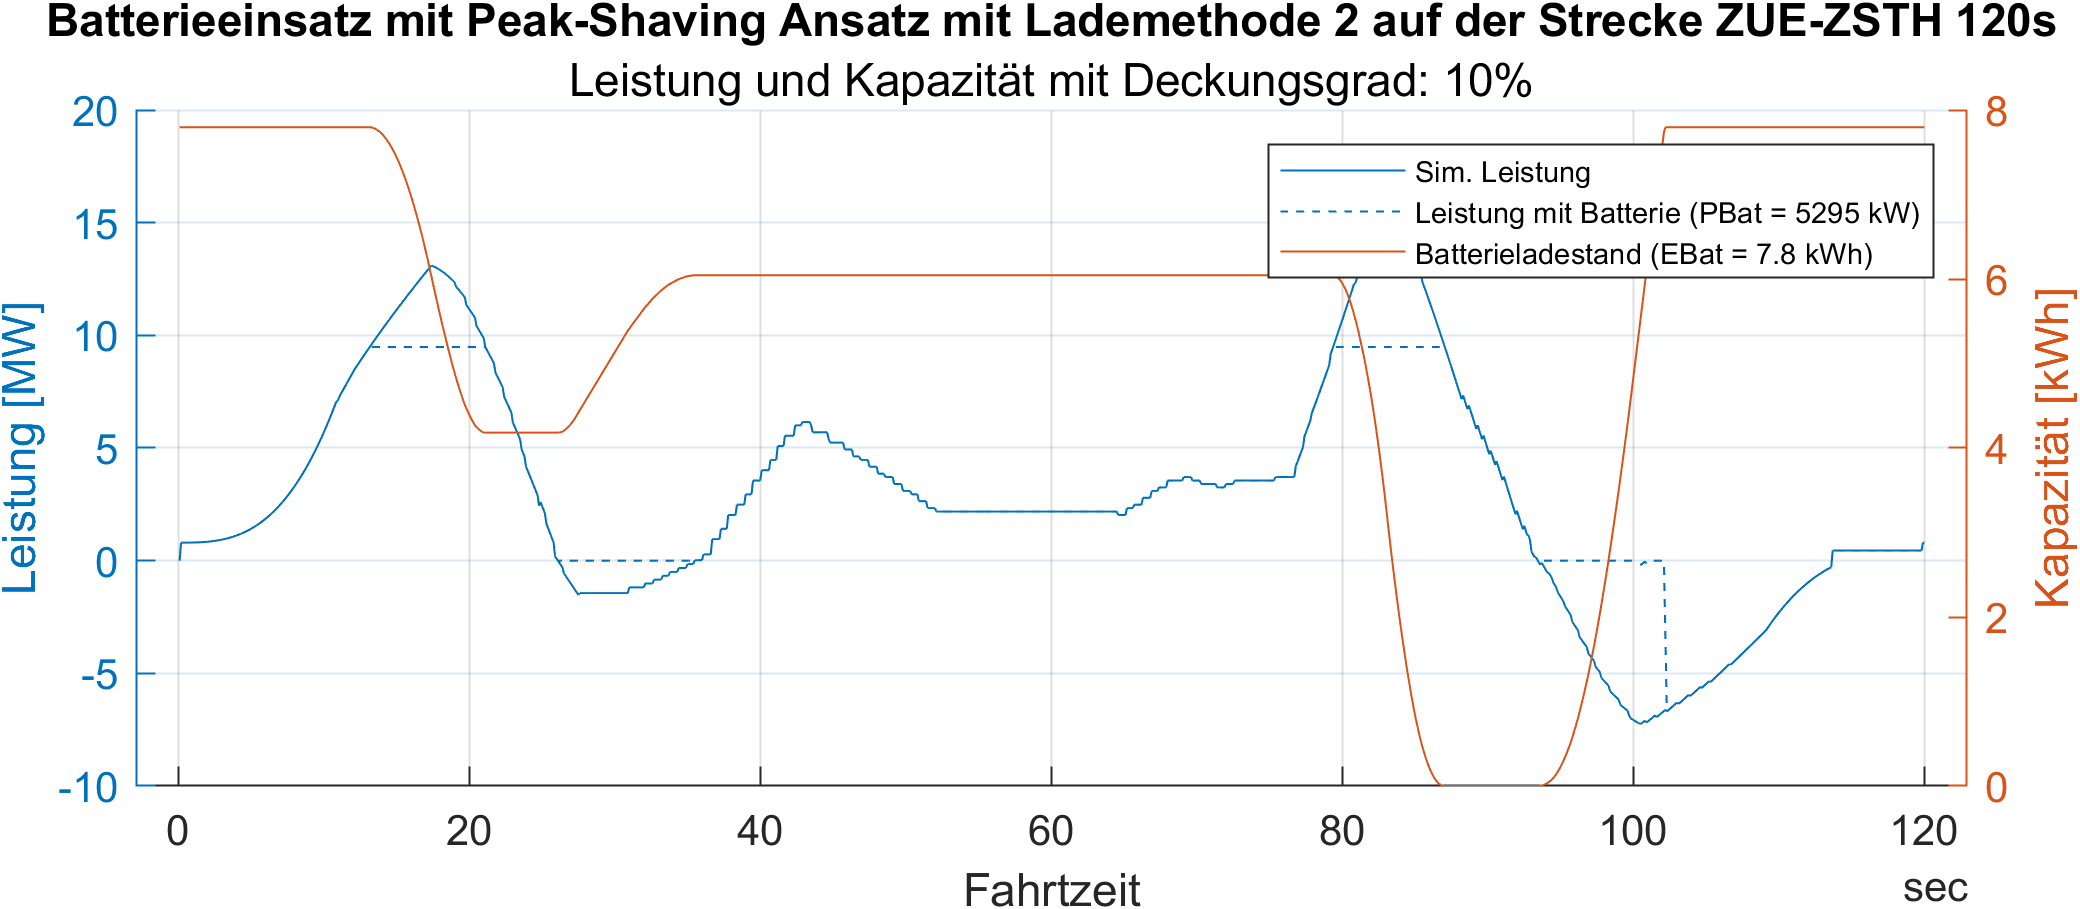 Batterieeinsatz mit Peak-Shaving Ansatz mit Lademethode 2 auf der Strecke ZUE-ZSTH 120s
Leistung und Kapazität mit Deckungsgrad: 10%
Leistung [MW]
20
15
10
5
0
-5
-10
Sim. Leistung
Leistung mit Batterie (PBat = 5295 kW)
Batterieladestand (EBat = 7.8 kWh)
8
6
4
2
0
Kapazität [kWh]
0 20 40 60 80 100 120
Fahrtzeit
sec